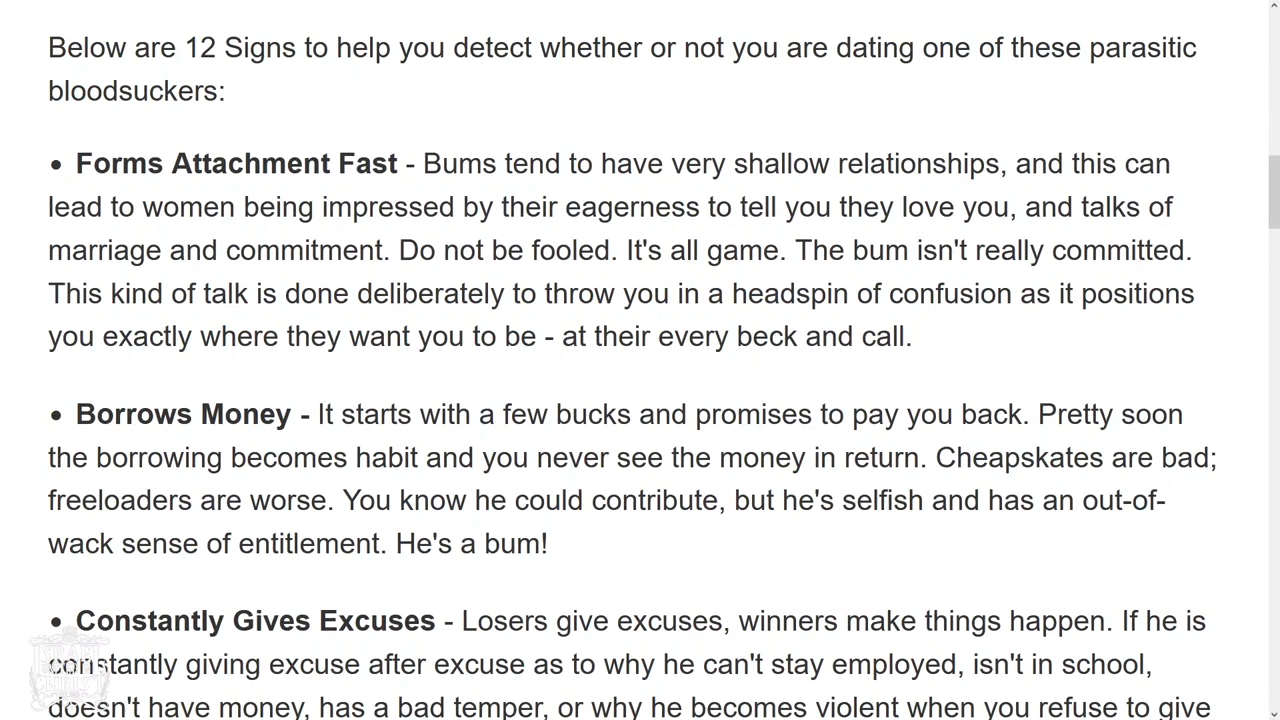 Below are 12 Signs to help you detect whether or not you are dating one of these parasitic
bloodsuckers:
• Forms Attachment Fast - Bums tend to have very shallow relationships, and this can
lead to women being impressed by their eagerness to tell you they love you, and talks of
marriage and commitment. Do not be fooled. It's all game. The bum isn't really committed.
This kind of talk is done deliberately to throw you in a headspin of confusion as it positions
you exactly where they want you to be - at their every beck and call.
• Borrows Money - It starts with a few bucks and promises to pay you back. Pretty soon
the borrowing becomes habit and you never see the money in return. Cheapskates are bad;
freeloaders are worse. You know he could contribute, but he's selfish and has an out-of-
wack sense of entitlement. He's a bum!
• Constantly Gives Excuses - Losers give excuses, winners make things happen. If he is
constantly giving excuse after excuse as to why he can't stay employed, isn't in school,
doesn't have money, has a bad temper, or why he becomes violent when you refuse to give
ISRAEL
UNITED IN
CHRIST